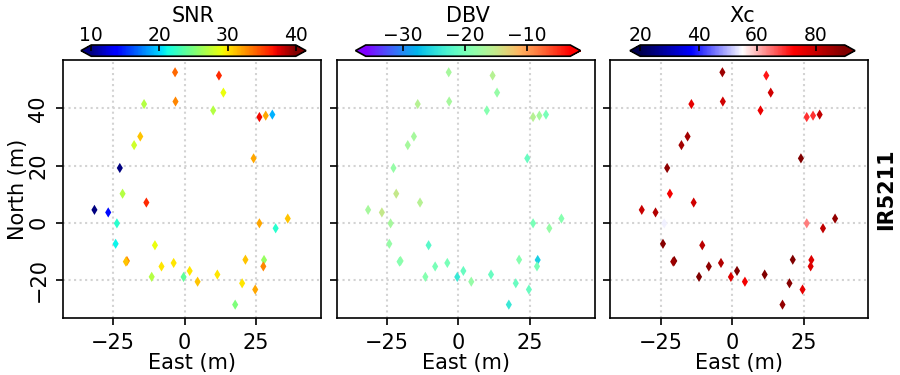 SNR
DBV
Xc
10 20 30 40
−30 −20 −10
20 40 60 80
North (m)
40
20
0
−20
−25 0 25
−25 0 25
−25 0 25
East (m)
East (m)
East (m)
IR5211